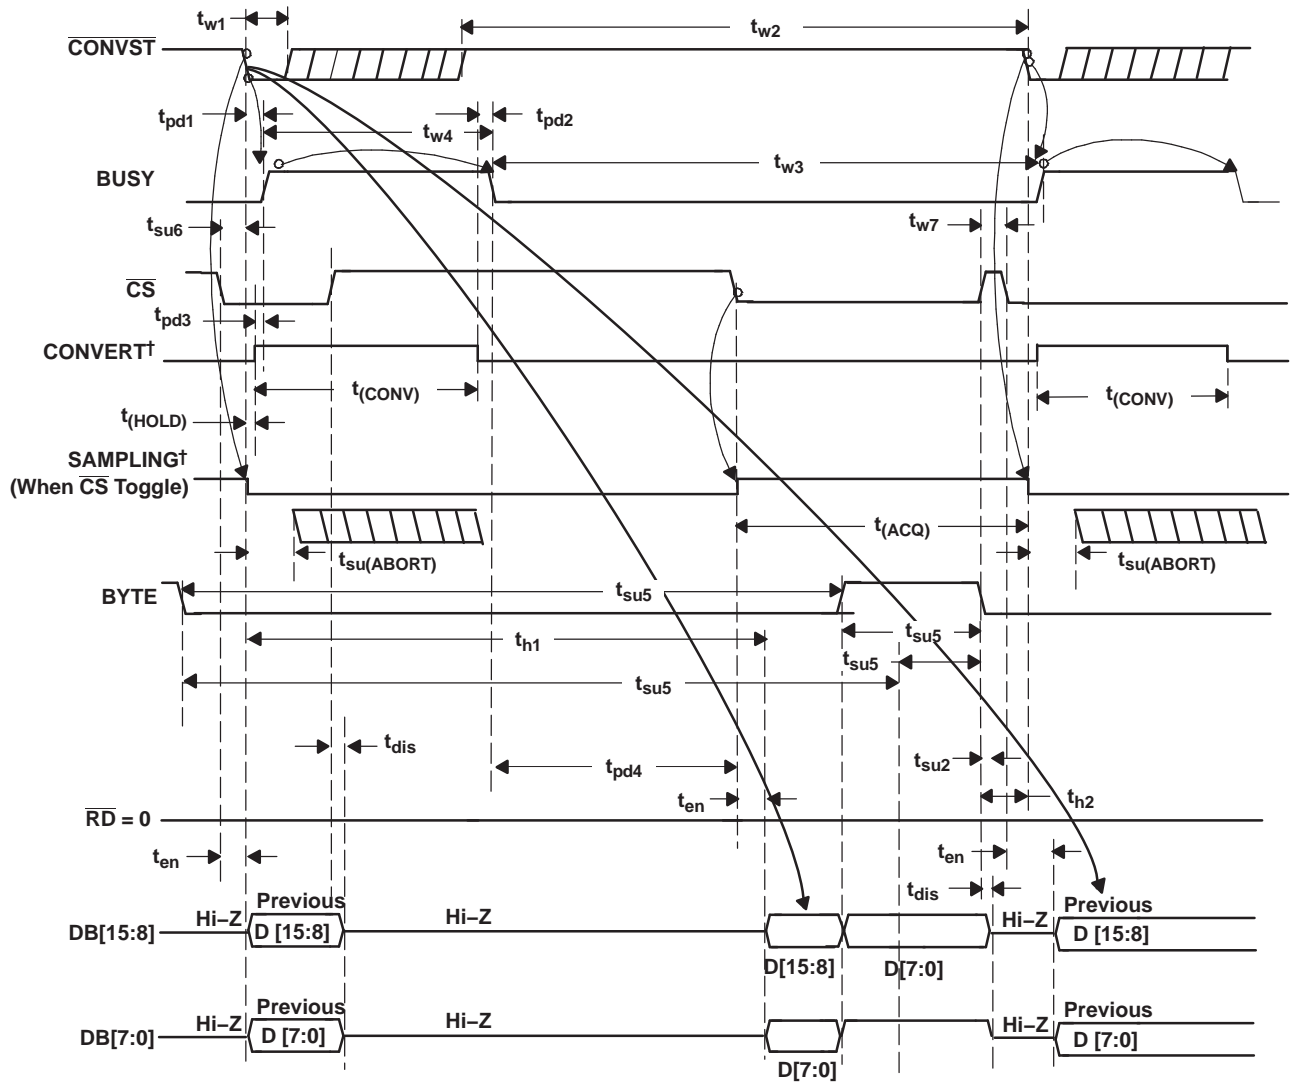 tw1
tw2
CONVST
tpd1
tw4
tpd2
tw3
BUSY
tsu6
tw7
CS
tpd3
CONVERT†
t(CONV)
t(CONV)
t(HOLD)
SAMPLING†
(When CS Toggle)
t(ACQ)
tsu(ABORT)
tsu(ABORT)
BYTE
tsu5
th1
tsu5
tsu5
tsu5
tdis
tpd4
tsu2
ten
th2
RD = 0
ten
ten
tdis
Previous
Previous
Hi–Z
Hi–Z
Hi–Z
DB[15:8]
D [15:8]
D [15:8]
D[15:8]
D[7:0]
Previous
Previous
Hi–Z
Hi–Z
Hi–Z
DB[7:0]
D [7:0]
D [7:0]
D[7:0]